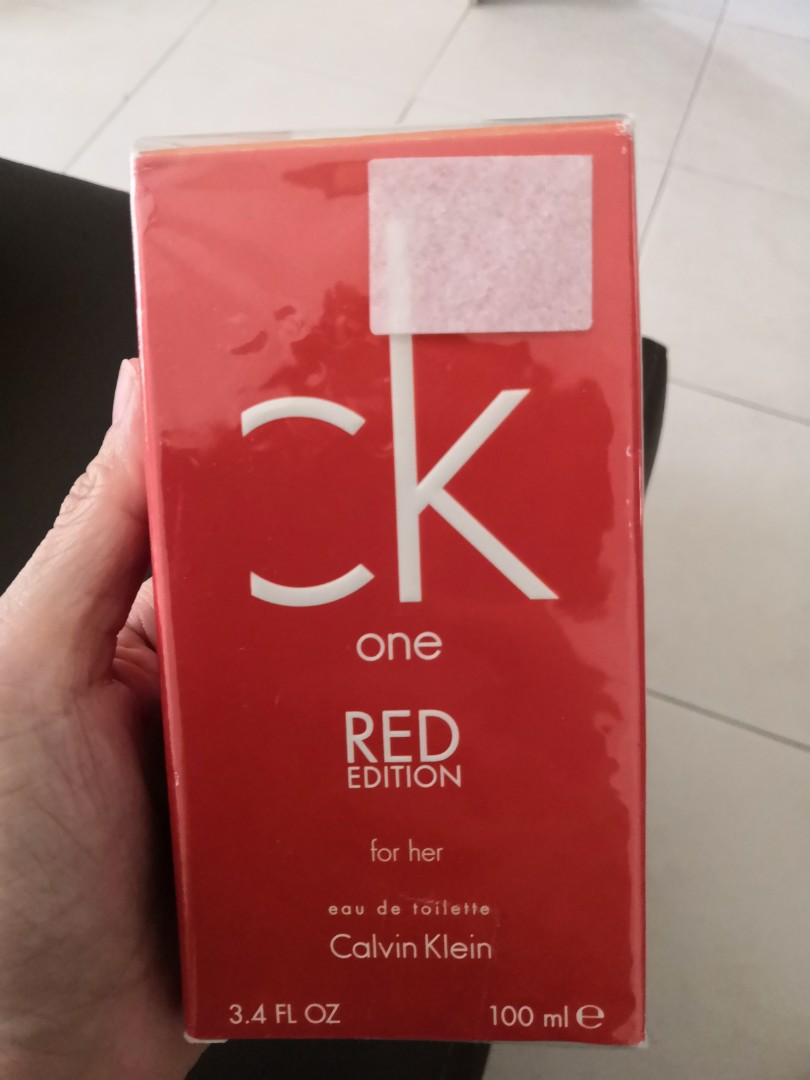 ck
one
RED
EDITION
for her
eau de toilette
Calvin Klein
3.4 FL OZ 100 ml ℮